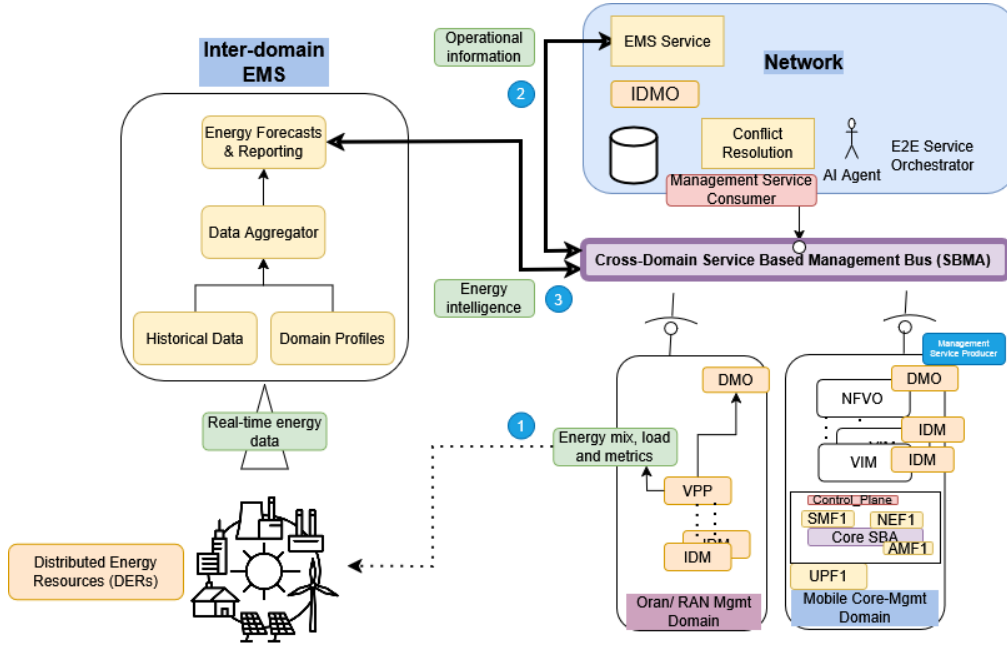 Inter-domain
EMS
Energy Forecasts
& Reporting
Data Aggregator
Historical Data
Domain Profiles
Real-time energy
data
Distributed Energy
Resources (DERs)
Operational
information
2
Energy
intelligence
3
1
EMS Service
Network
IDMO
Conflict
Resolution
AI Agent
E2E Service
Orchestrator
Management Service
Consumer
Cross-Domain Service Based Management Bus (SBMA)
DMO
Energy mix, load
and metrics
VPP
IDM
IDM
Oran/ RAN Mgmt
Domain
Management
Service Producer
DMO
NFVO
IDM
VIM
IDM
VIM
Control_Plane
SMF1
NEF1
Core SBA
AMF1
UPF1
Mobile Core-Mgmt
Domain